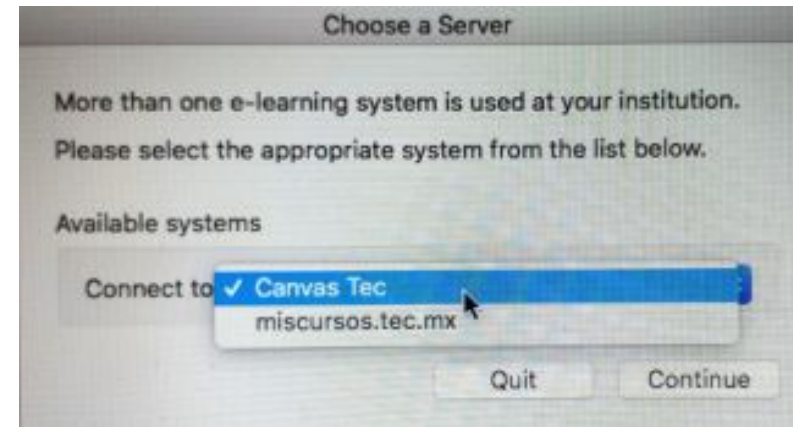 Choose a Server
More than one e-learning system is used at your institution.
Please select the appropriate system from the list below.
Available systems
Connect to ✓ Canvas Tec
miscursos.tec.mx
Quit Continue